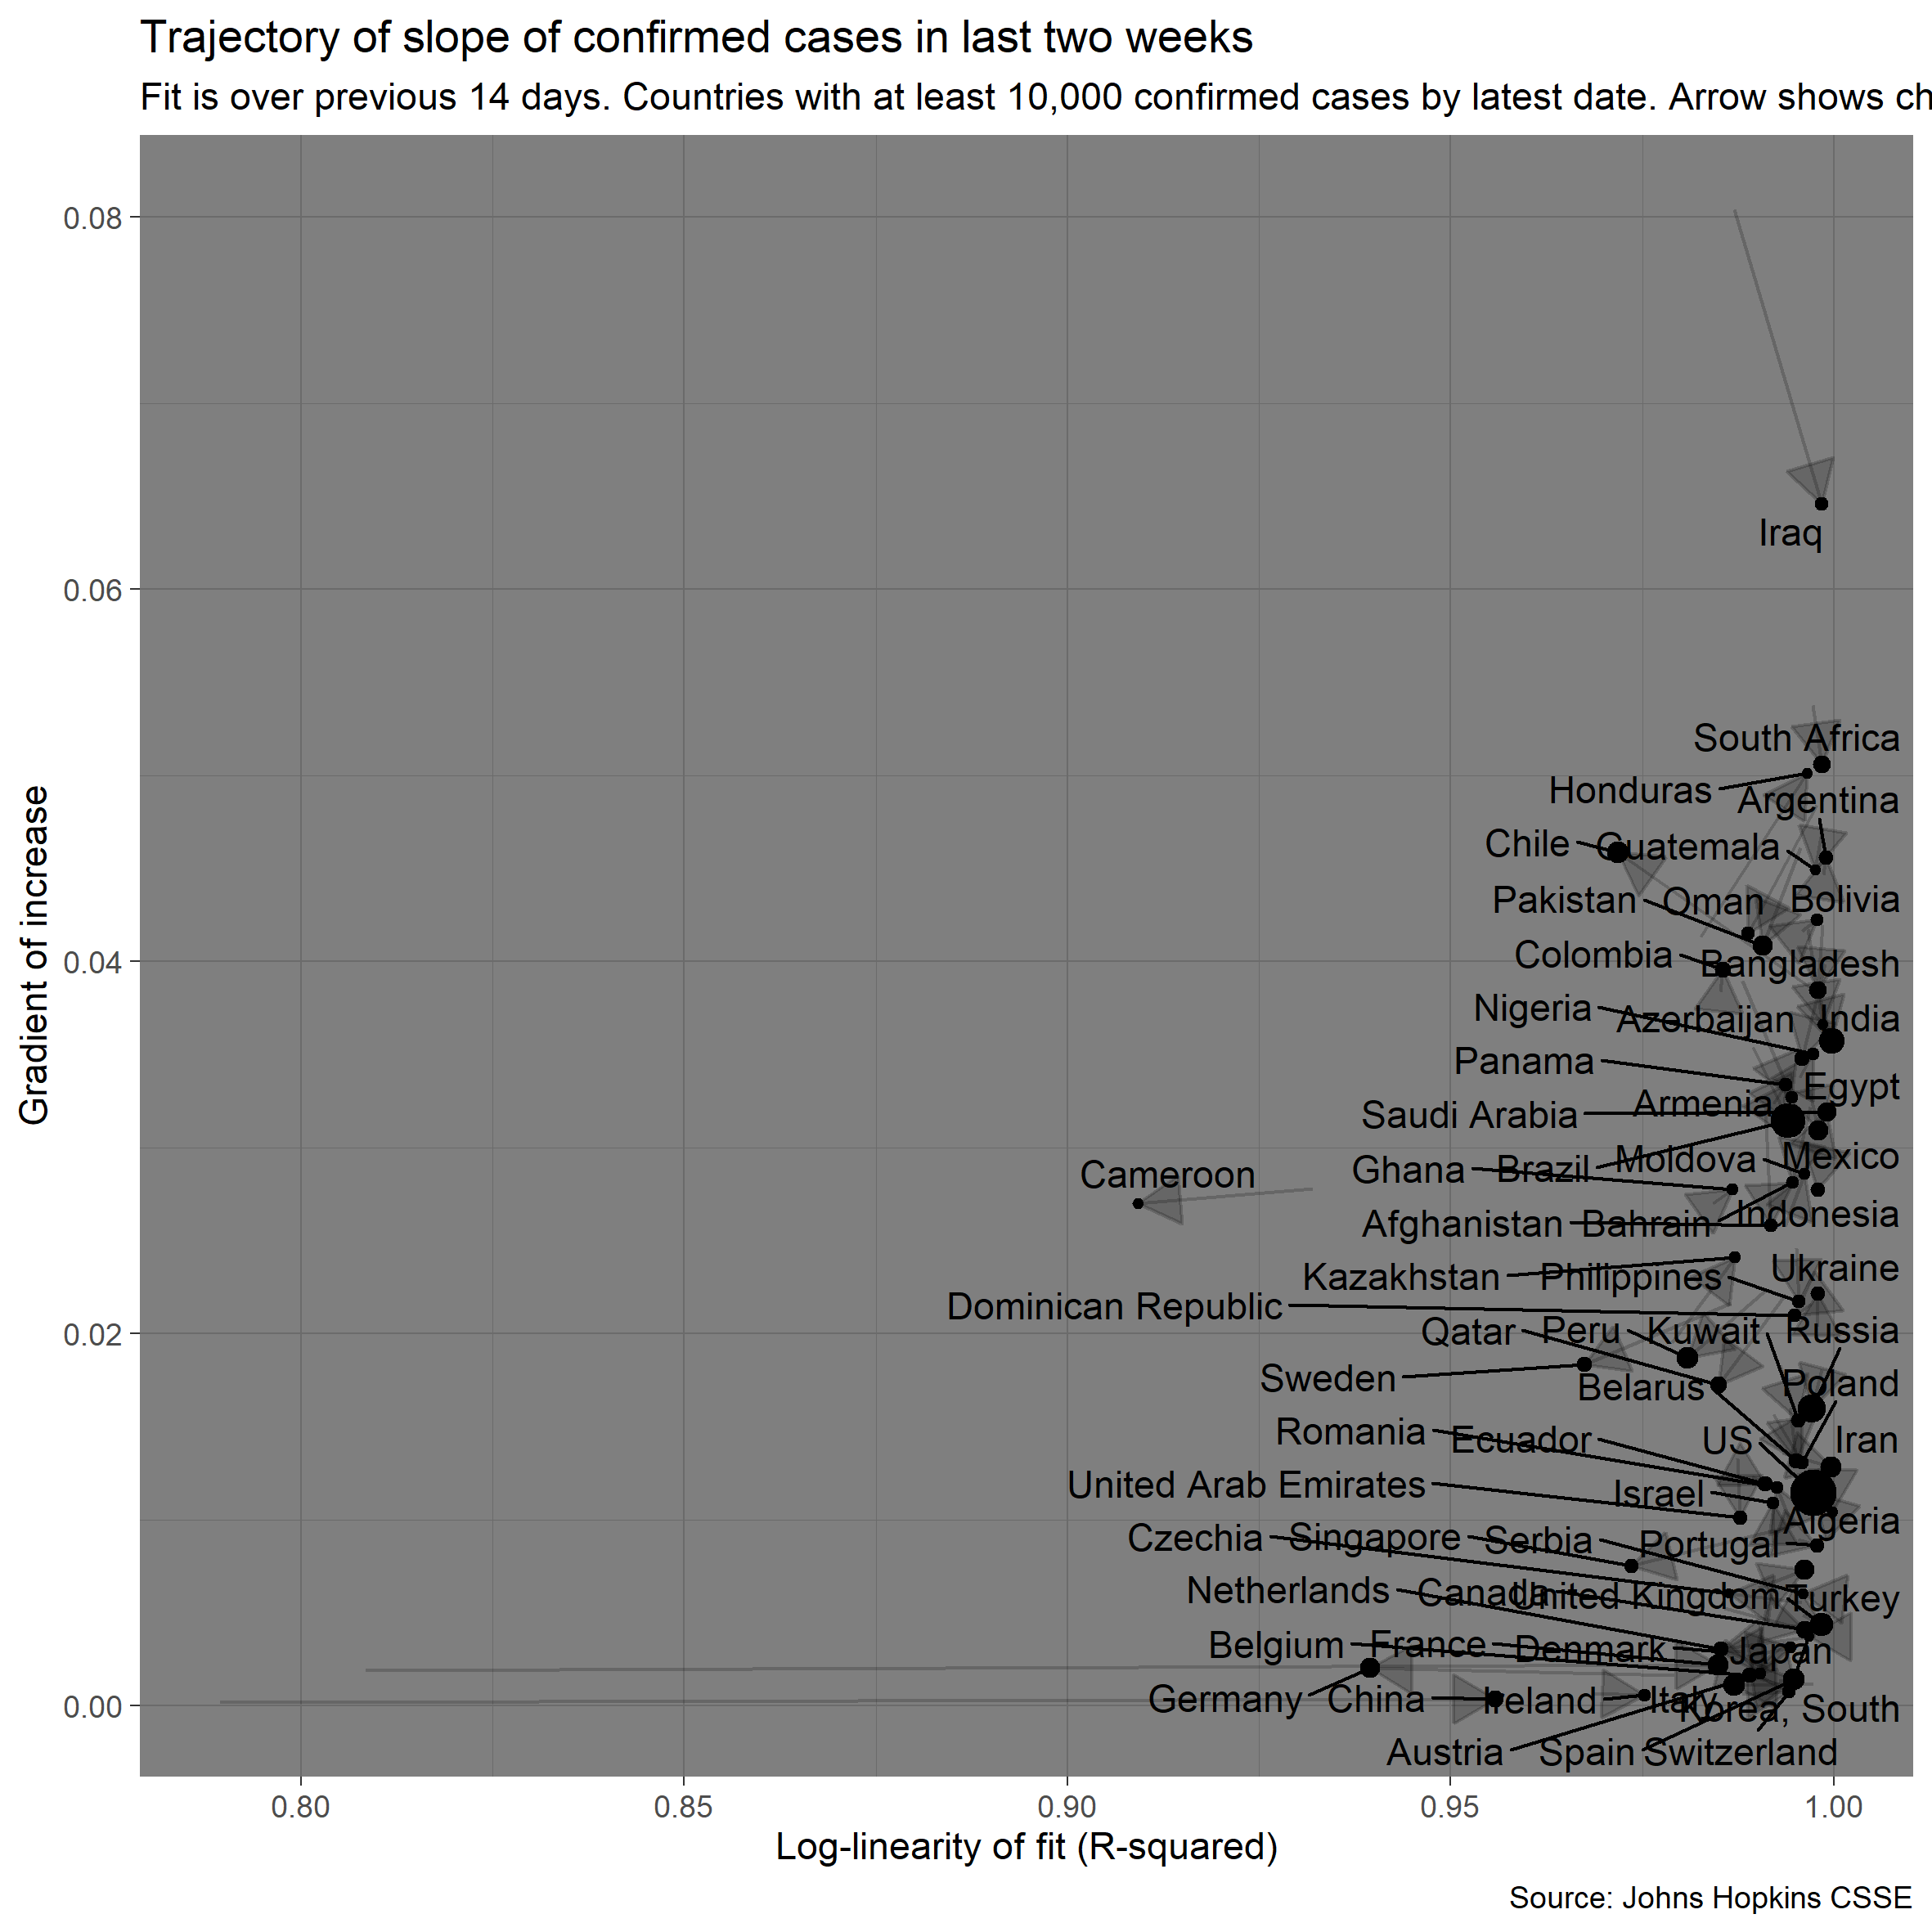 Trajectory of slope of confirmed cases in last two weeks
Fit is over previous 14 days. Countries with at least 10,000 confirmed cases by latest date. Arrow shows ch
Gradient of increase
0.08
0.06
0.04
0.02
0.00
Iraq
South Africa
Honduras
Argentina
Chile
Guatemala
Pakistan
Oman
Bolivia
Colombia
Bangladesh
Nigeria
Azerbaijan
India
Panama
Egypt
Saudi Arabia
Armenia
Cameroon
Ghana
Brazil
Moldova
Mexico
Afghanistan
Bahrain
Indonesia
Kazakhstan
Philippines
Ukraine
Dominican Republic
Qatar
Peru
Kuwait
Russia
Sweden
Belarus
Poland
Romania
Ecuador
US
Iran
United Arab Emirates
Israel
Algeria
Czechia
Singapore
Serbia
Portugal
Netherlands
Canada
United Kingdom
Turkey
Belgium
France
Denmark
Japan
Germany
China
Ireland
Italy
Korea, South
Austria
Spain
Switzerland
0.80
0.85
0.90
0.95
1.00
Log-linearity of fit (R-squared)
Source: Johns Hopkins CSSE